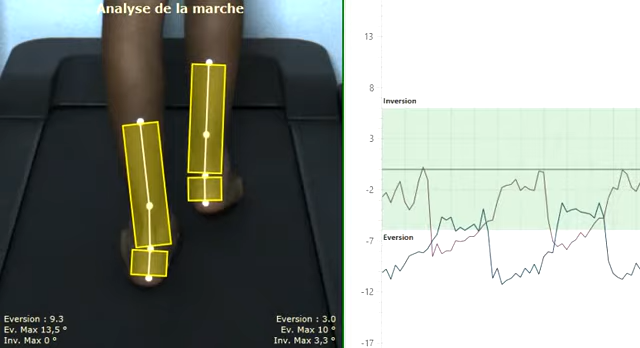 Analyse de la marche
Eversion : 9.3
Ev. Max 13,5 °
Inv. Max 0 °
Eversion : 3.0
Ev. Max 10 °
Inv. Max 3,3 °
13
8
Inversion
3
-2
Eversion
-7
-12
-17